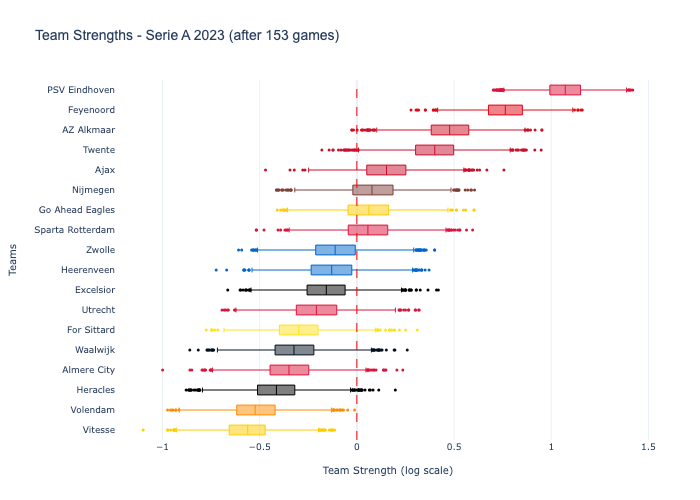 Team Strengths - Serie A 2023 (after 153 games)
PSV Eindhoven
Feyenoord
AZ Alkmaar
Twente
Ajax
Nijmegen
Go Ahead Eagles
Sparta Rotterdam
Zwolle
Heerenveen
Excelsior
Utrecht
For Sittard
Waalwijk
Almere City
Heracles
Volendam
Vitesse
Teams
−1 −0.5 0 0.5 1 1.5
Team Strength (log scale)